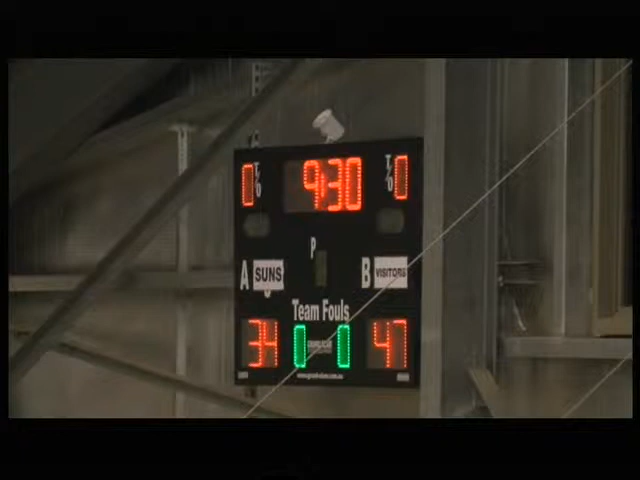 0 T/O 9:30 T/O 0
P
A SUNS B VISITORS
Team Fouls
34 0 0 47